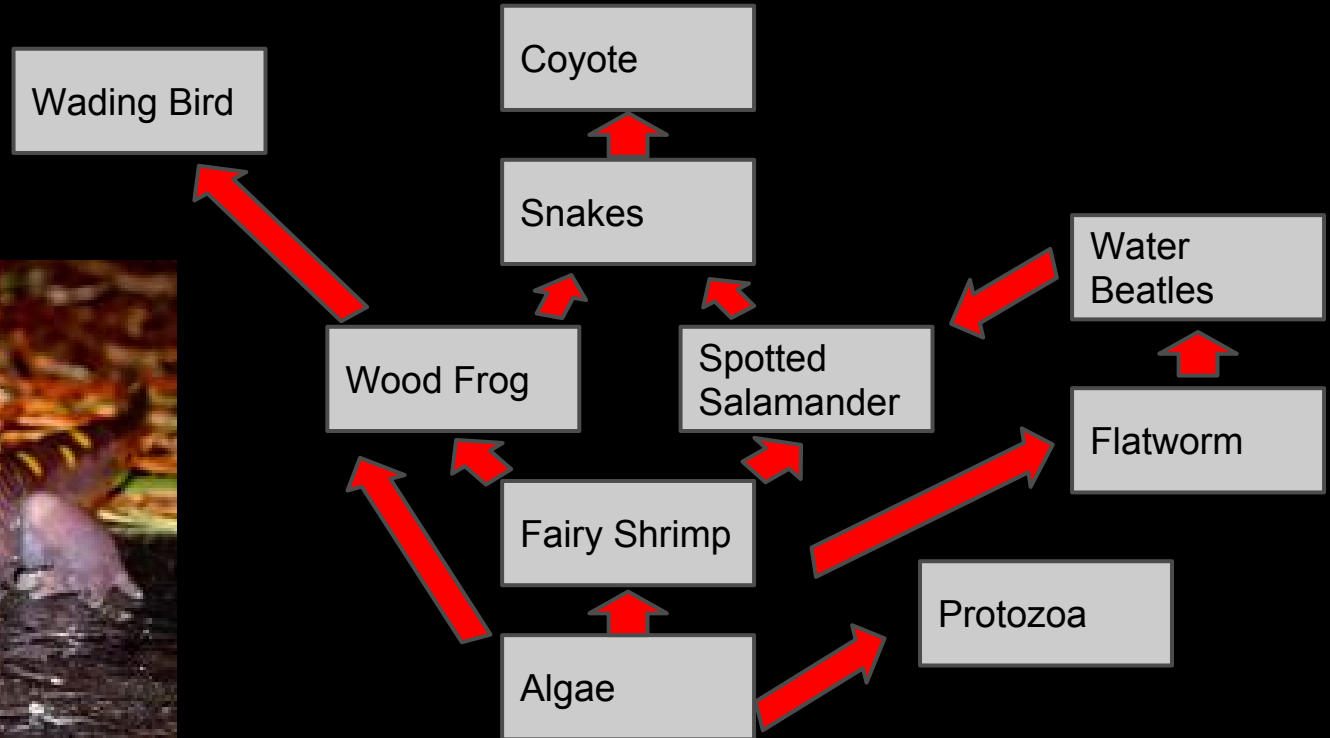 Coyote
Wading Bird
Snakes
Water
Beatles
Wood Frog
Spotted
Salamander
Flatworm
Fairy Shrimp
Protozoa
Algae